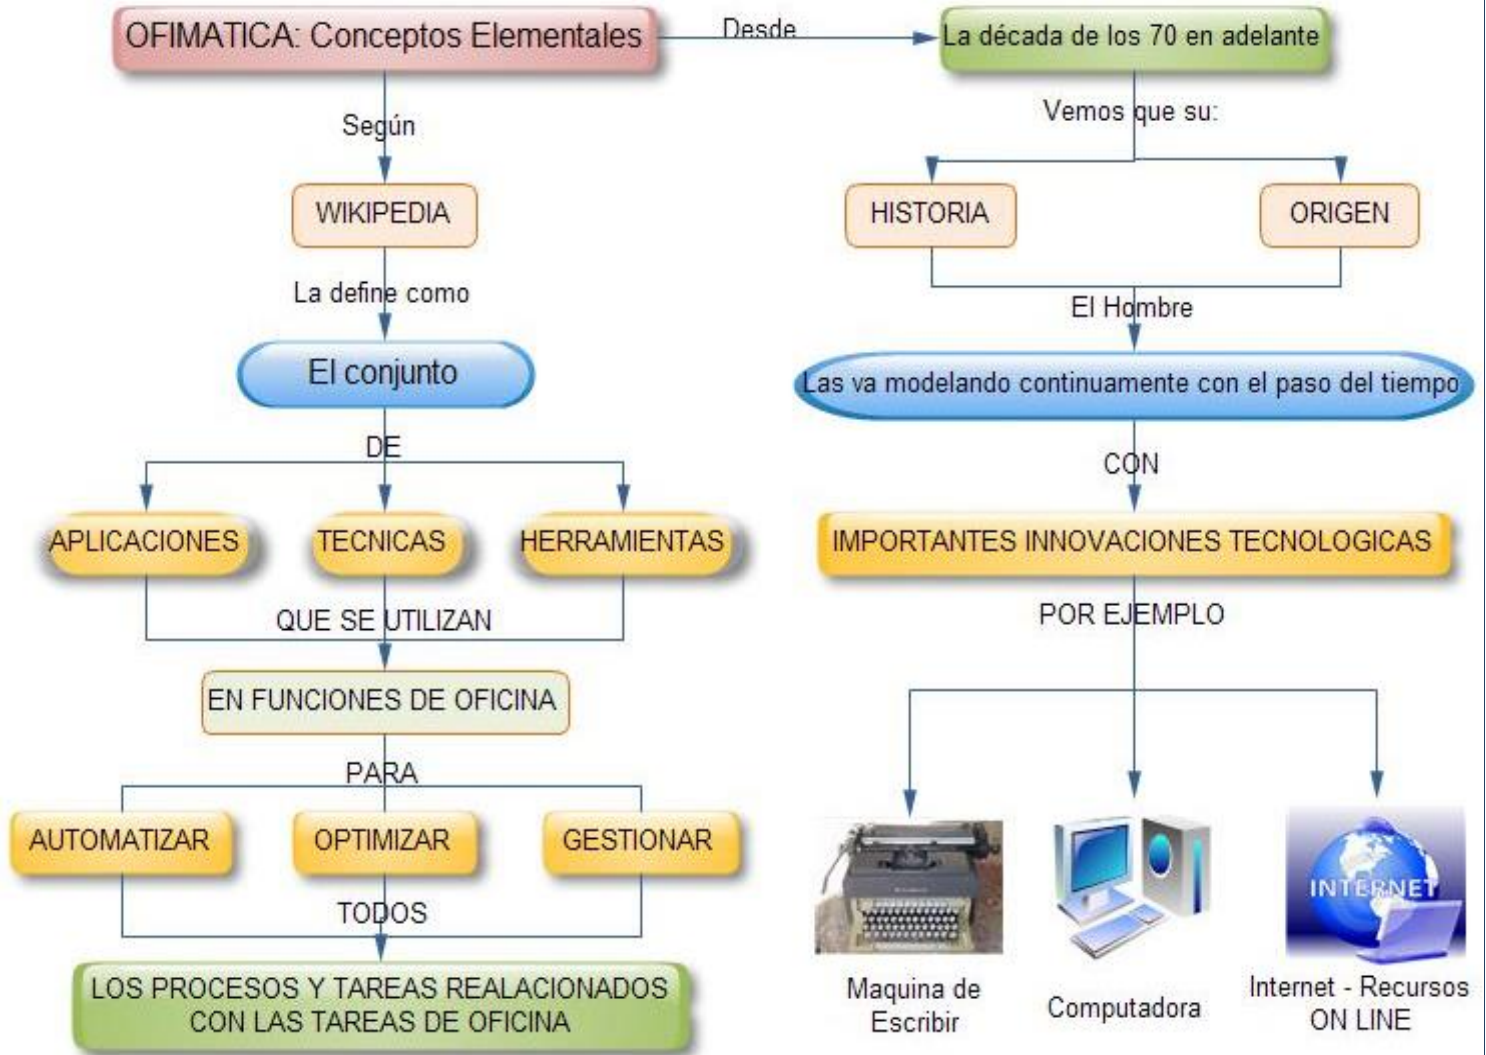 OFIMATICA: Conceptos Elementales
Desde
La década de los 70 en adelante
Según
WIKIPEDIA
La define como
El conjunto
DE
APLICACIONES
TECNICAS
HERRAMIENTAS
QUE SE UTILIZAN
EN FUNCIONES DE OFICINA
PARA
AUTOMATIZAR
OPTIMIZAR
GESTIONAR
TODOS
LOS PROCESOS Y TAREAS REALACIONADOS
CON LAS TAREAS DE OFICINA
Vemos que su:
HISTORIA
ORIGEN
El Hombre
Las va modelando continuamente con el paso del tiempo
CON
IMPORTANTES INNOVACIONES TECNOLOGICAS
POR EJEMPLO
Maquina de
Escribir
Computadora
INTERNET
Internet - Recursos
ON LINE